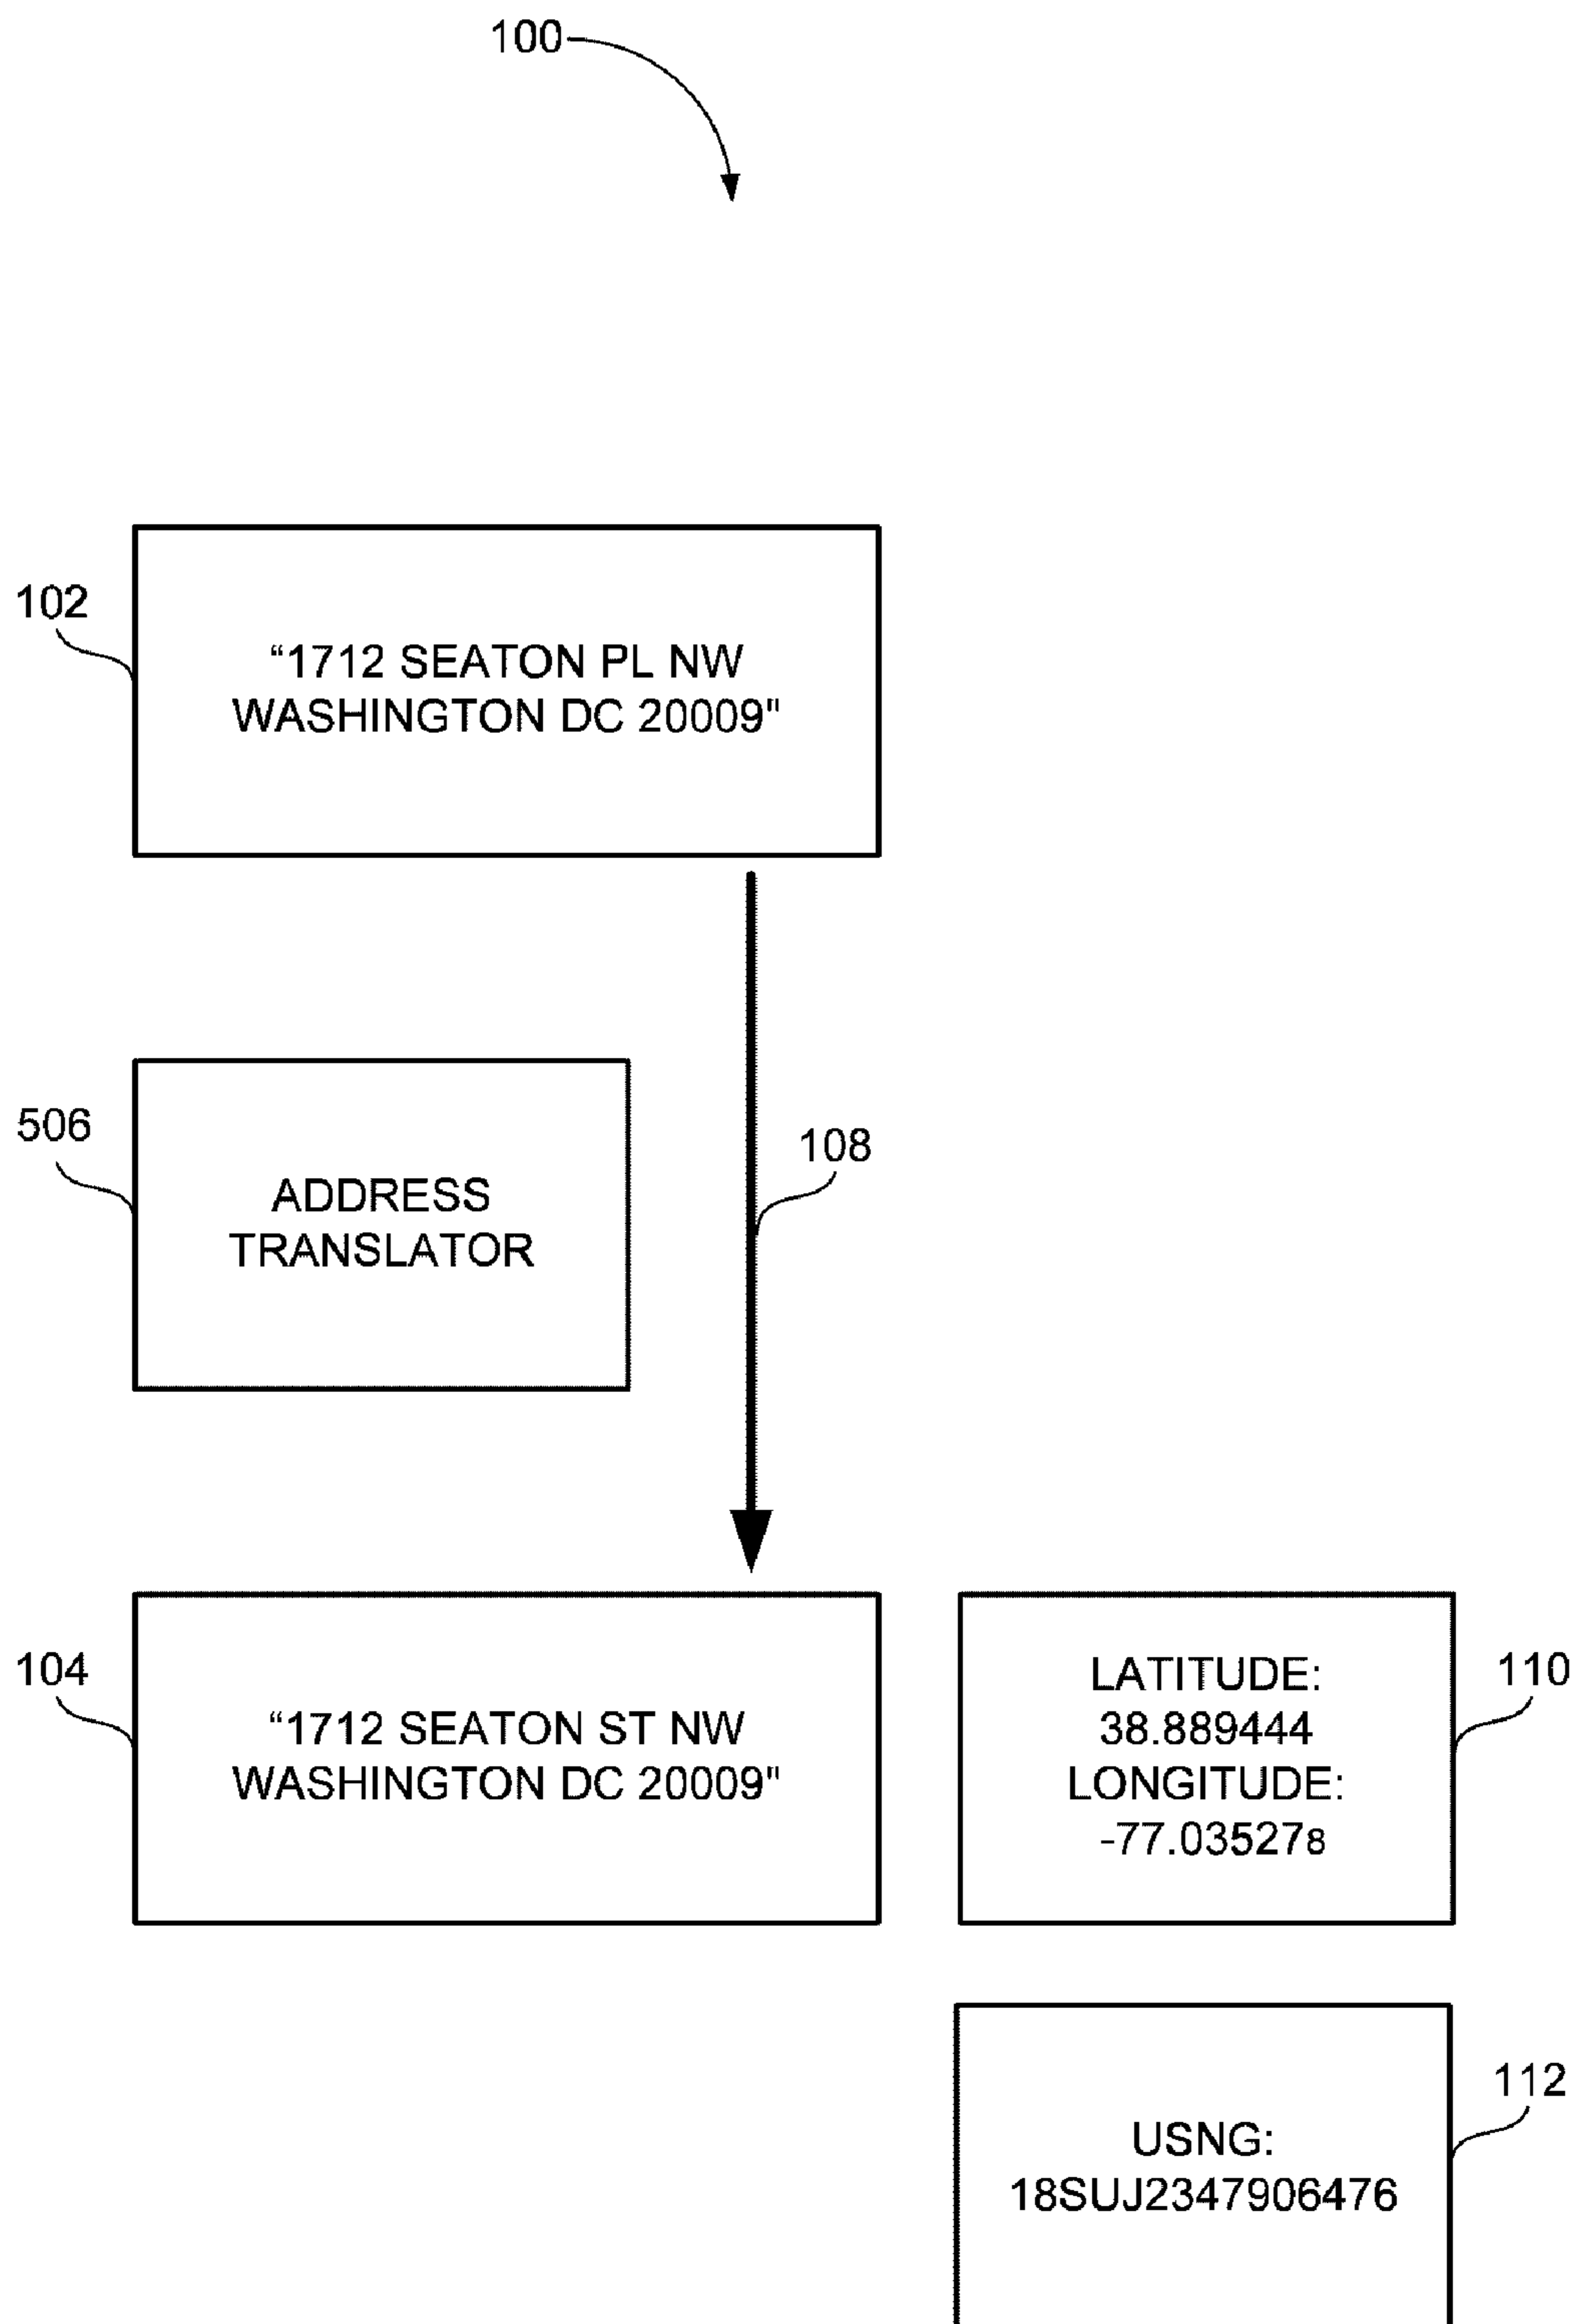 100
102
“1712 SEATON PL NW
WASHINGTON DC 20009"
506
ADDRESS
TRANSLATOR
108
104
“1712 SEATON ST NW
WASHINGTON DC 20009"
LATITUDE:
38.889444
LONGITUDE:
-77.035278
110
USNG:
18SUJ2347906476
112